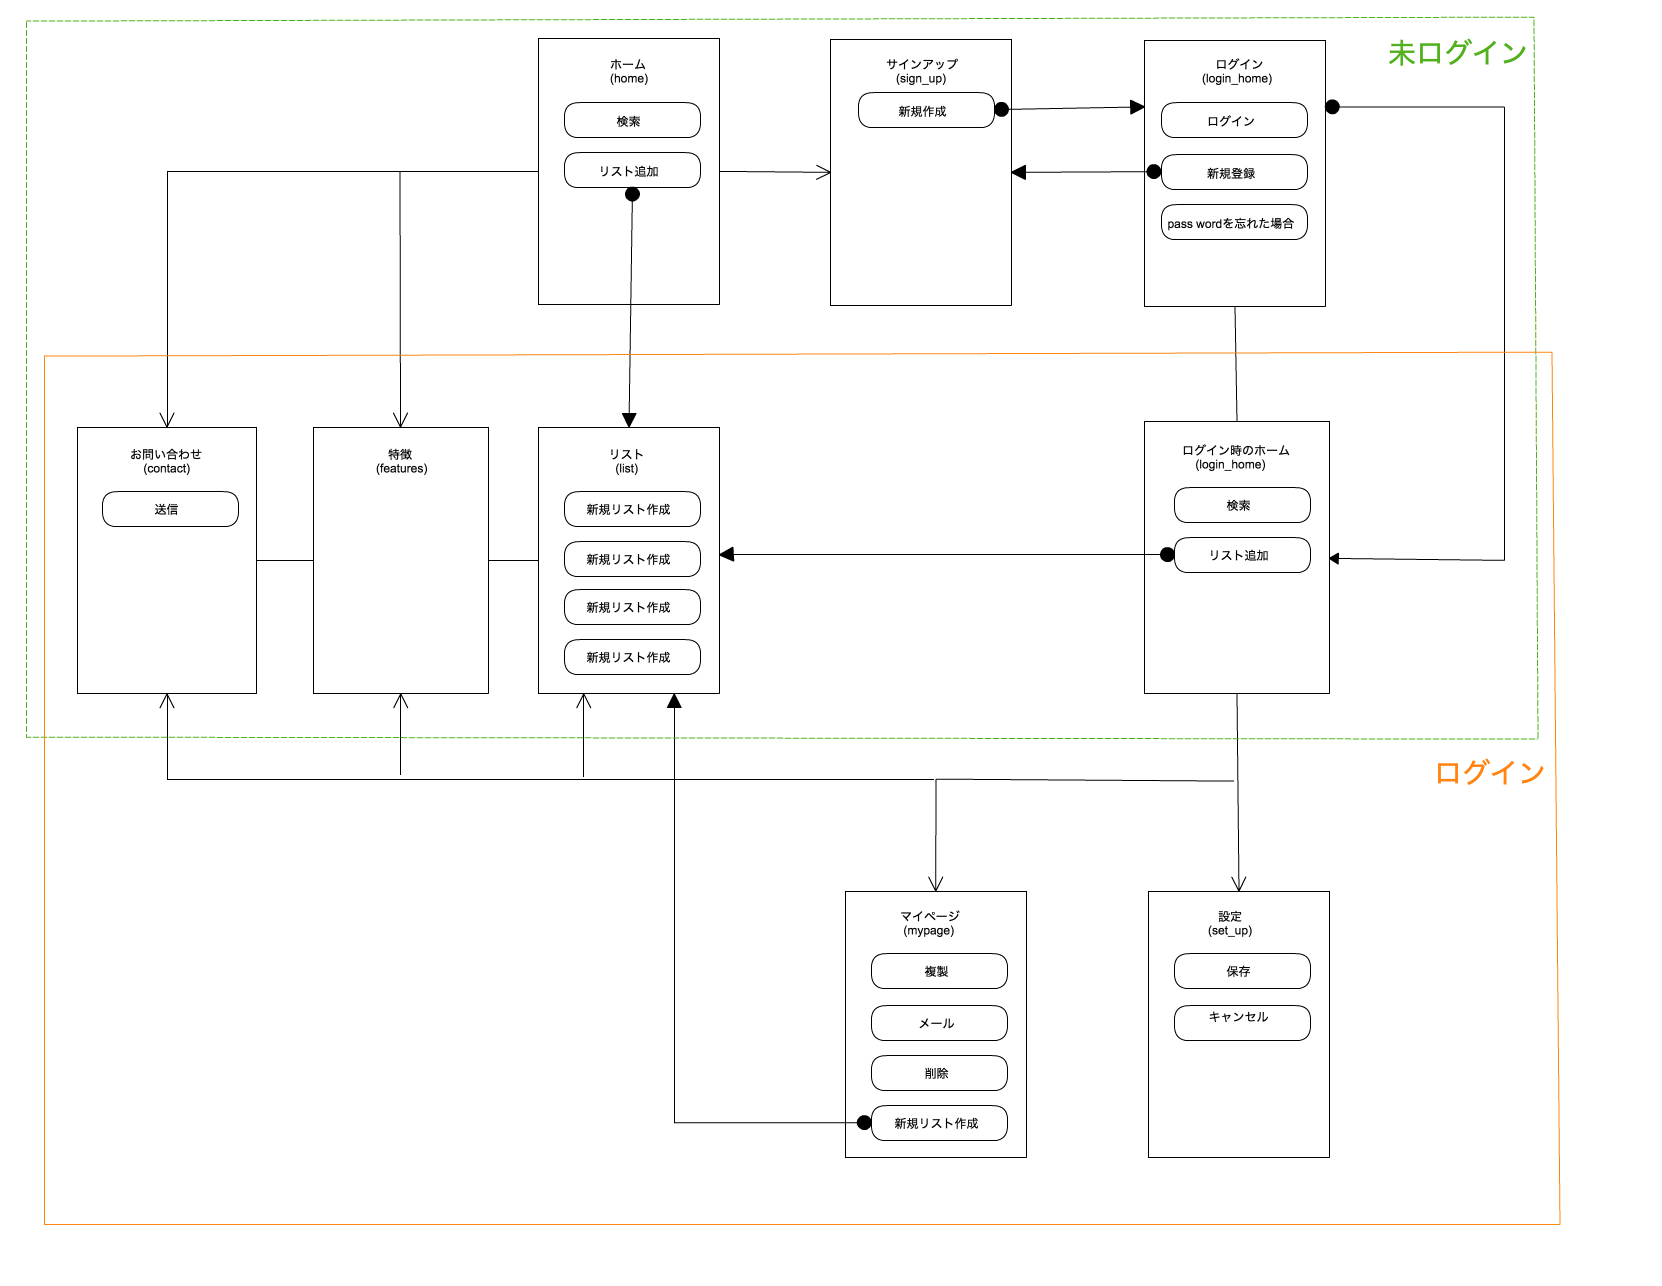 未ログイン
ホーム
(home)
検索
リスト追加
サインアップ
(sign_up)
新規作成
ログイン
(login_home)
ログイン
新規登録
pass wordを忘れた場合
お問い合わせ
(contact)
送信
特徴
(features)
リスト
(list)
新規リスト作成
新規リスト作成
新規リスト作成
新規リスト作成
ログイン時のホーム
(login_home)
検索
リスト追加
ログイン
マイページ
(mypage)
複製
メール
削除
新規リスト作成
設定
(set_up)
保存
キャンセル